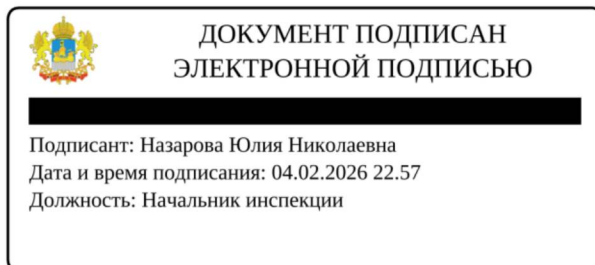 ДОКУМЕНТ ПОДПИСАН
ЭЛЕКТРОННОЙ ПОДПИСЬЮ
Подписант: Назарова Юлия Николаевна
Дата и время подписания: 04.02.2026 22.57
Должность: Начальник инспекции